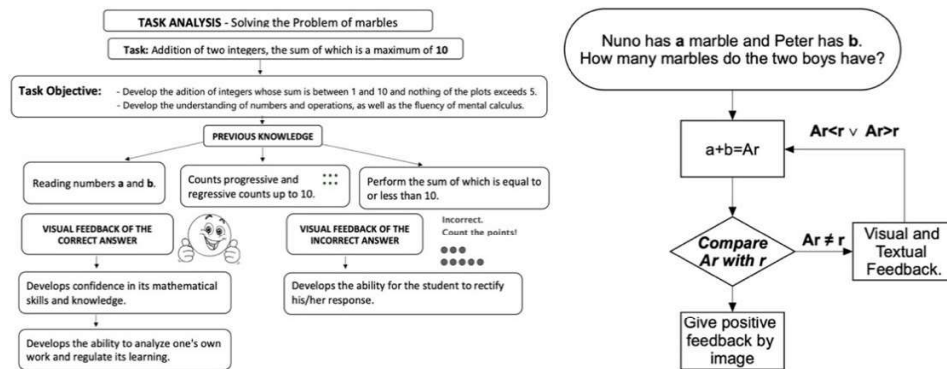 TASK ANALYSIS - Solving the Problem of marbles
Task: Addition of two integers, the sum of which is a maximum of 10
Task Objective:
- Develop the adition of integers whose sum is between 1 and 10 and nothing of the plots exceeds 5.
- Develop the understanding of numbers and operations, as well as the fluency of mental calculus.
PREVIOUS KNOWLEDGE
Reading numbers a and b.
Counts progressive and
regressive counts up to 10.
Perform the sum of which is equal to
or less than 10.
VISUAL FEEDBACK OF THE
CORRECT ANSWER
VISUAL FEEDBACK OF THE
INCORRECT ANSWER
Incorrect.
Count the points!
Develops confidence in its mathematical
skills and knowledge.
Develops the ability for the student to rectify
his/her response.
Develops the ability to analyze one's own
work and regulate its learning.
Nuno has a marble and Peter has b.
How many marbles do the two boys have?
Ar<r ∨ Ar>r
a+b=Ar
Compare
Ar with r
Ar ≠ r
Visual and
Textual
Feedback.
Give positive
feedback by
image